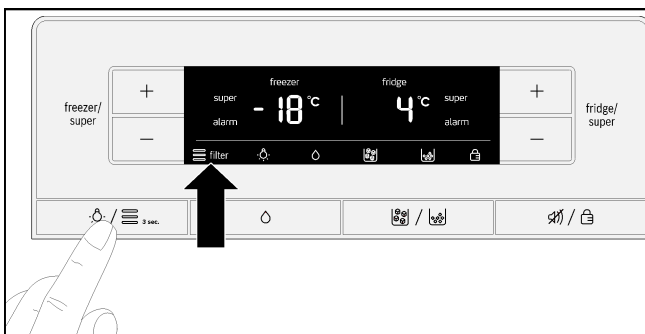 freezer/
super
+
−
freezer
super
alarm
-18 °C
fridge
4 °C
super
alarm
filter
+
−
fridge/
super
/
3 sec.
/
/